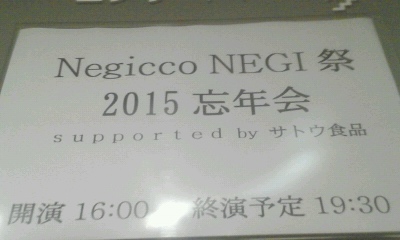 Negicco NEGI 祭
2015 忘年会
supported by サトウ食品
開演 16:00 終演予定 19:30